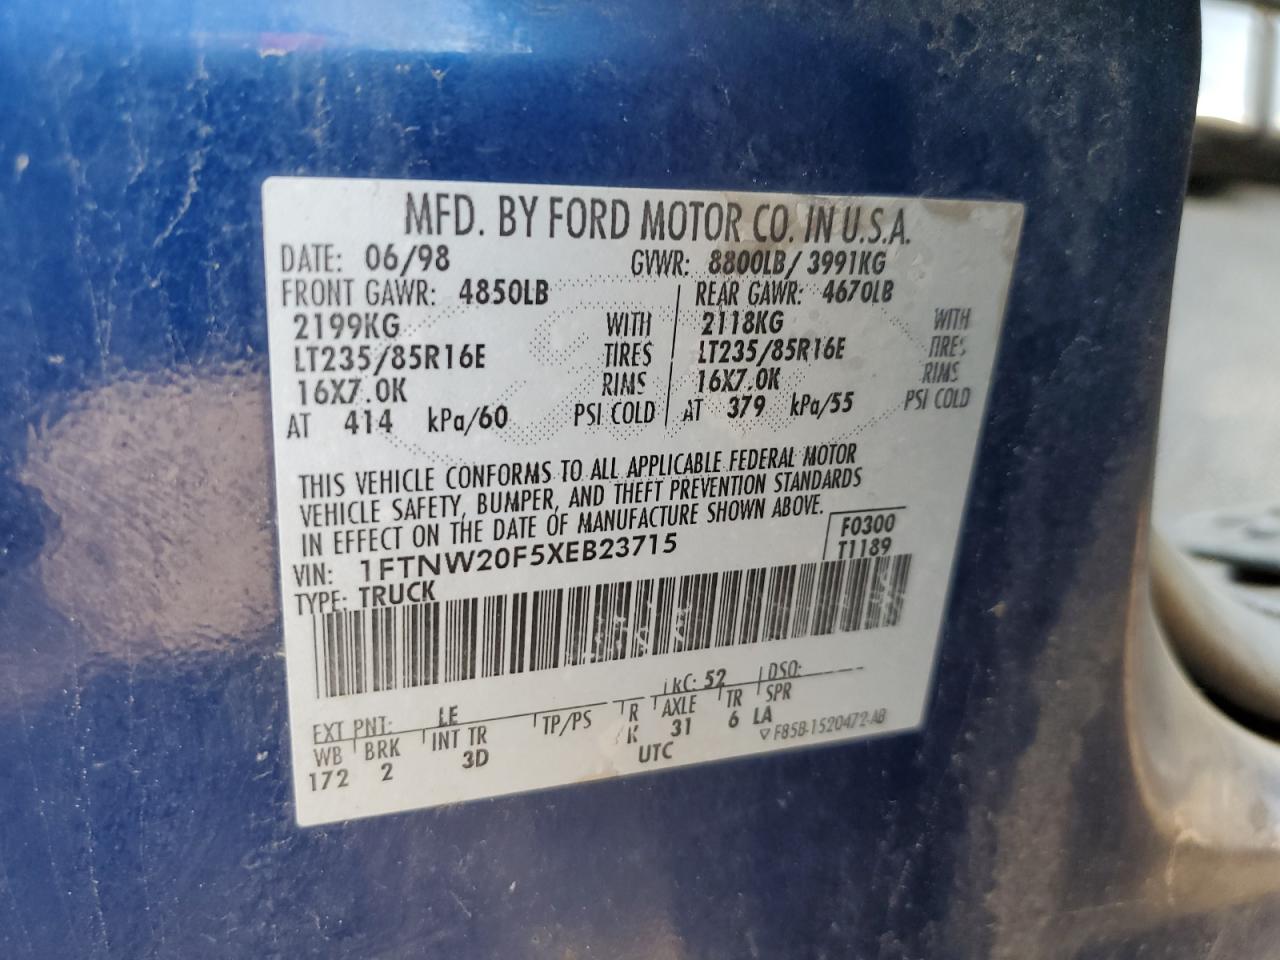 MFD. BY FORD MOTOR CO. IN U.S.A.
DATE: 06/98 GVWR: 8800LB/ 3991KG
FRONT GAWR: 4850LB REAR GAWR: 4670LB
2199KG WITH 2118KG WITH
LT235/85R16E TIRES LT235/85R16E TIRES
16X7.0K RIMS 16X7.0K RIMS
AT 414 kPa/60 PSI COLD AT 379 kPa/55 PSI COLD
THIS VEHICLE CONFORMS TO ALL APPLICABLE FEDERAL MOTOR
VEHICLE SAFETY, BUMPER, AND THEFT PREVENTION STANDARDS
IN EFFECT ON THE DATE OF MANUFACTURE SHOWN ABOVE.
F0300
VIN: 1FTNW20F5XEB23715 T1189
TYPE: TRUCK
EXT PNT: LE RC: 52 DSO:
WB BRK INT TR TP/PS R AXLE TR SPR
172 2 3D K 31 6 LA
UTC F85B-1520472-AB